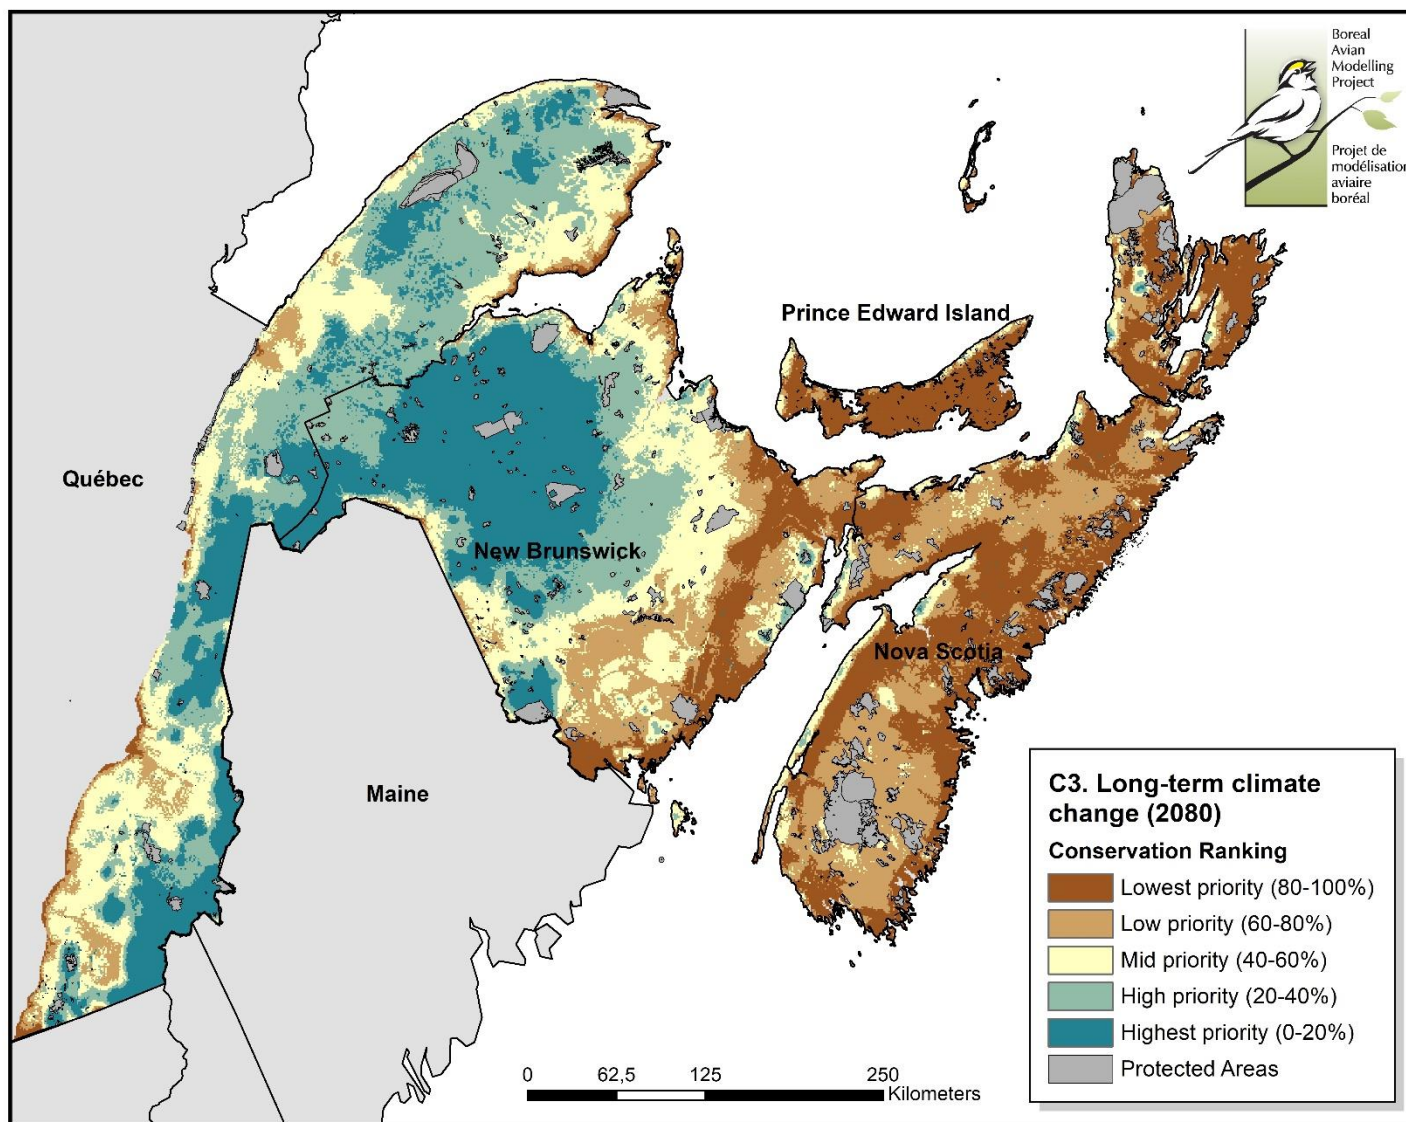 Boreal
Avian
Modelling
Project
Projet de
modélisation
aviaire
boréal
Prince Edward Island
Québec
New Brunswick
Nova Scotia
Maine
C3. Long-term climate
change (2080)
Conservation Ranking
Lowest priority (80-100%)
Low priority (60-80%)
Mid priority (40-60%)
High priority (20-40%)
Highest priority (0-20%)
Protected Areas
0 62,5 125 250
Kilometers